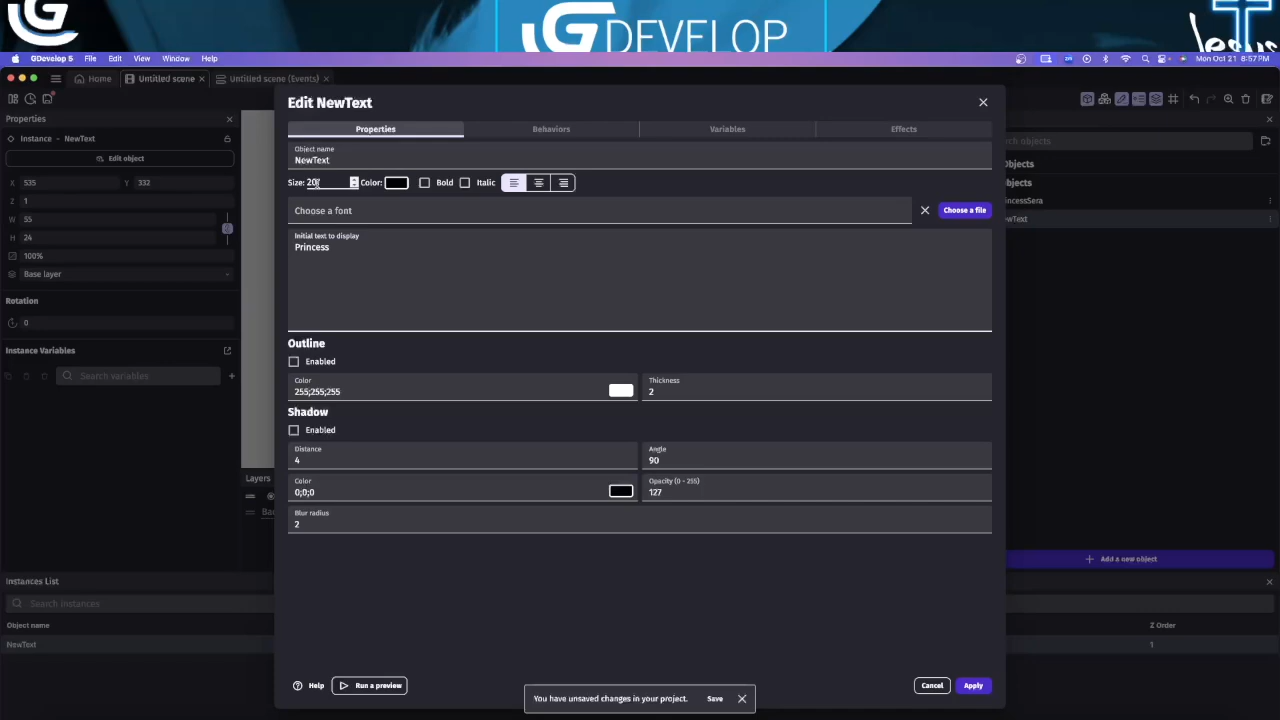 GDEVELOP
Jesus
GDevelop 5 File Edit View Window Help
Mon Oct 21 8:57PM
Home Untitled scene Untitled scene (Events)
Properties
Instance - NewText
Edit object
X 535 Y 332
Z 1
W 55
H 24
100%
Base layer
Rotation
0
Instance Variables
Search variables
Layers
Instances List
Search instances
Object name
NewText
Edit NewText
Properties Behaviors Variables Effects
Object name
NewText
Size: 20 Color: Bold Italic
Choose a font
Choose a file
Initial text to display
Princess
Outline
Enabled
Color
255;255;255
Thickness
2
Shadow
Enabled
Distance
4
Angle
90
Color
0;0;0
Opacity (0 - 255)
127
Blur radius
2
Help Run a preview
Cancel Apply
You have unsaved changes in your project. Save
objects
Objects
Objects
Add a new object
Z Order
1